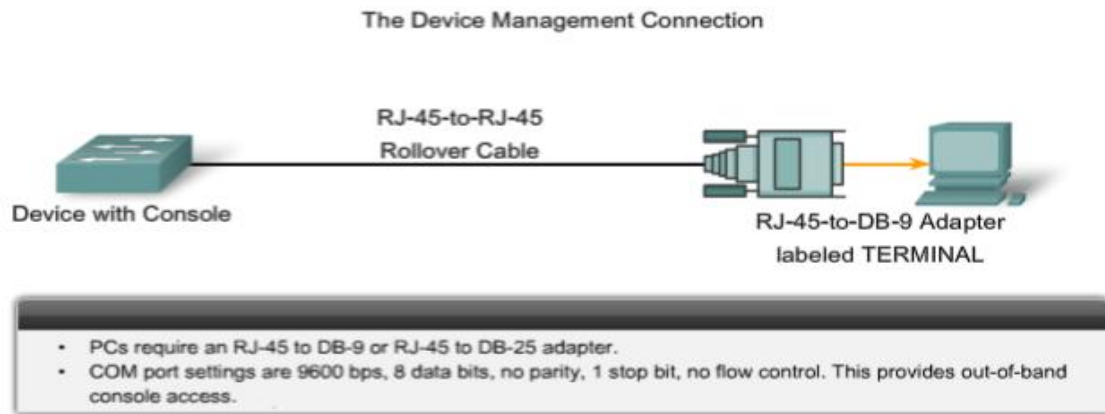 The Device Management Connection
RJ-45-to-RJ-45
Rollover Cable
Device with Console
RJ-45-to-DB-9 Adapter
labeled TERMINAL
• PCs require an RJ-45 to DB-9 or RJ-45 to DB-25 adapter.
• COM port settings are 9600 bps, 8 data bits, no parity, 1 stop bit, no flow control. This provides out-of-band
console access.